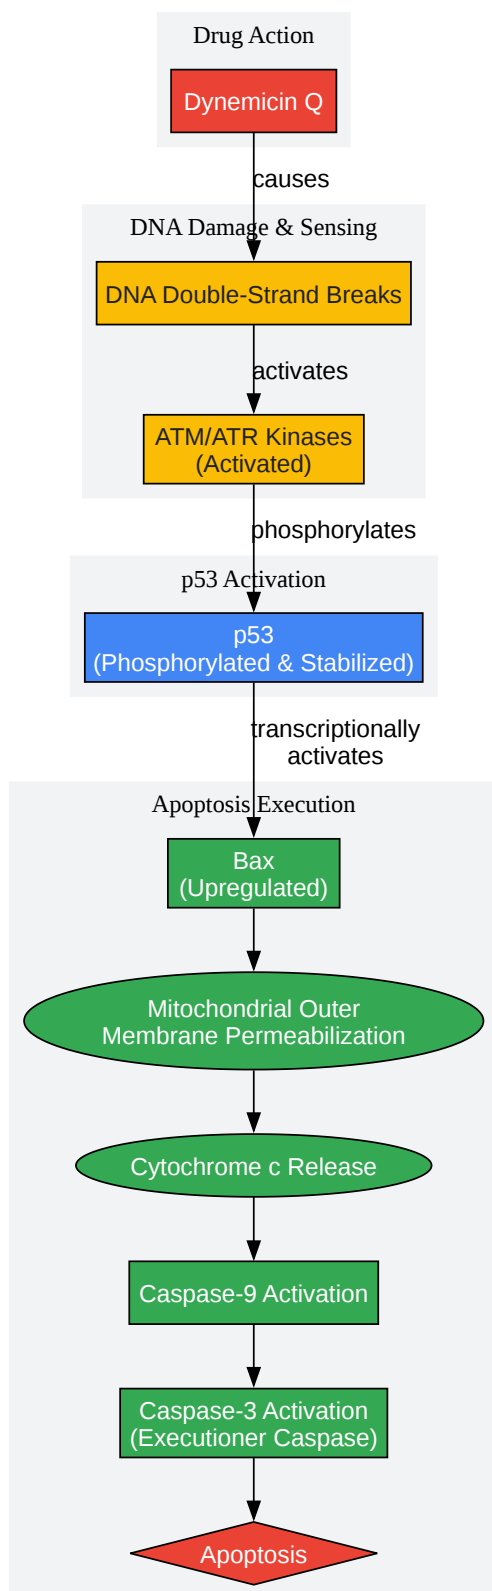 Drug Action
Dynemicin Q
causes
DNA Damage & Sensing
DNA Double-Strand Breaks
activates
ATM/ATR Kinases
(Activated)
phosphorylates
p53 Activation
p53
(Phosphorylated & Stabilized)
transcriptionally
activates
Apoptosis Execution
Bax
(Upregulated)
Mitochondrial Outer
Membrane Permeabilization
Cytochrome c Release
Caspase-9 Activation
Caspase-3 Activation
(Executioner Caspase)
Apoptosis